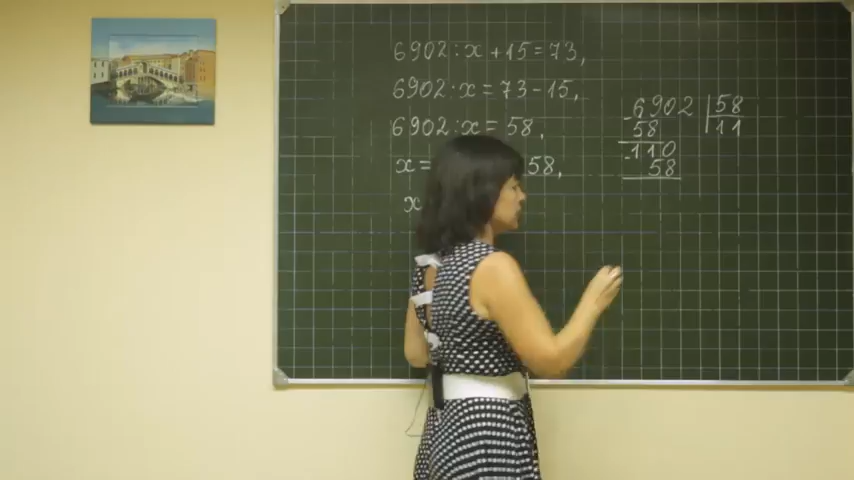 6902:x + 15 = 73,
6902:x = 73 - 15,
6902:x = 58,
x = 58,
x
- 6902 | 58
58 | 11
- 110
58